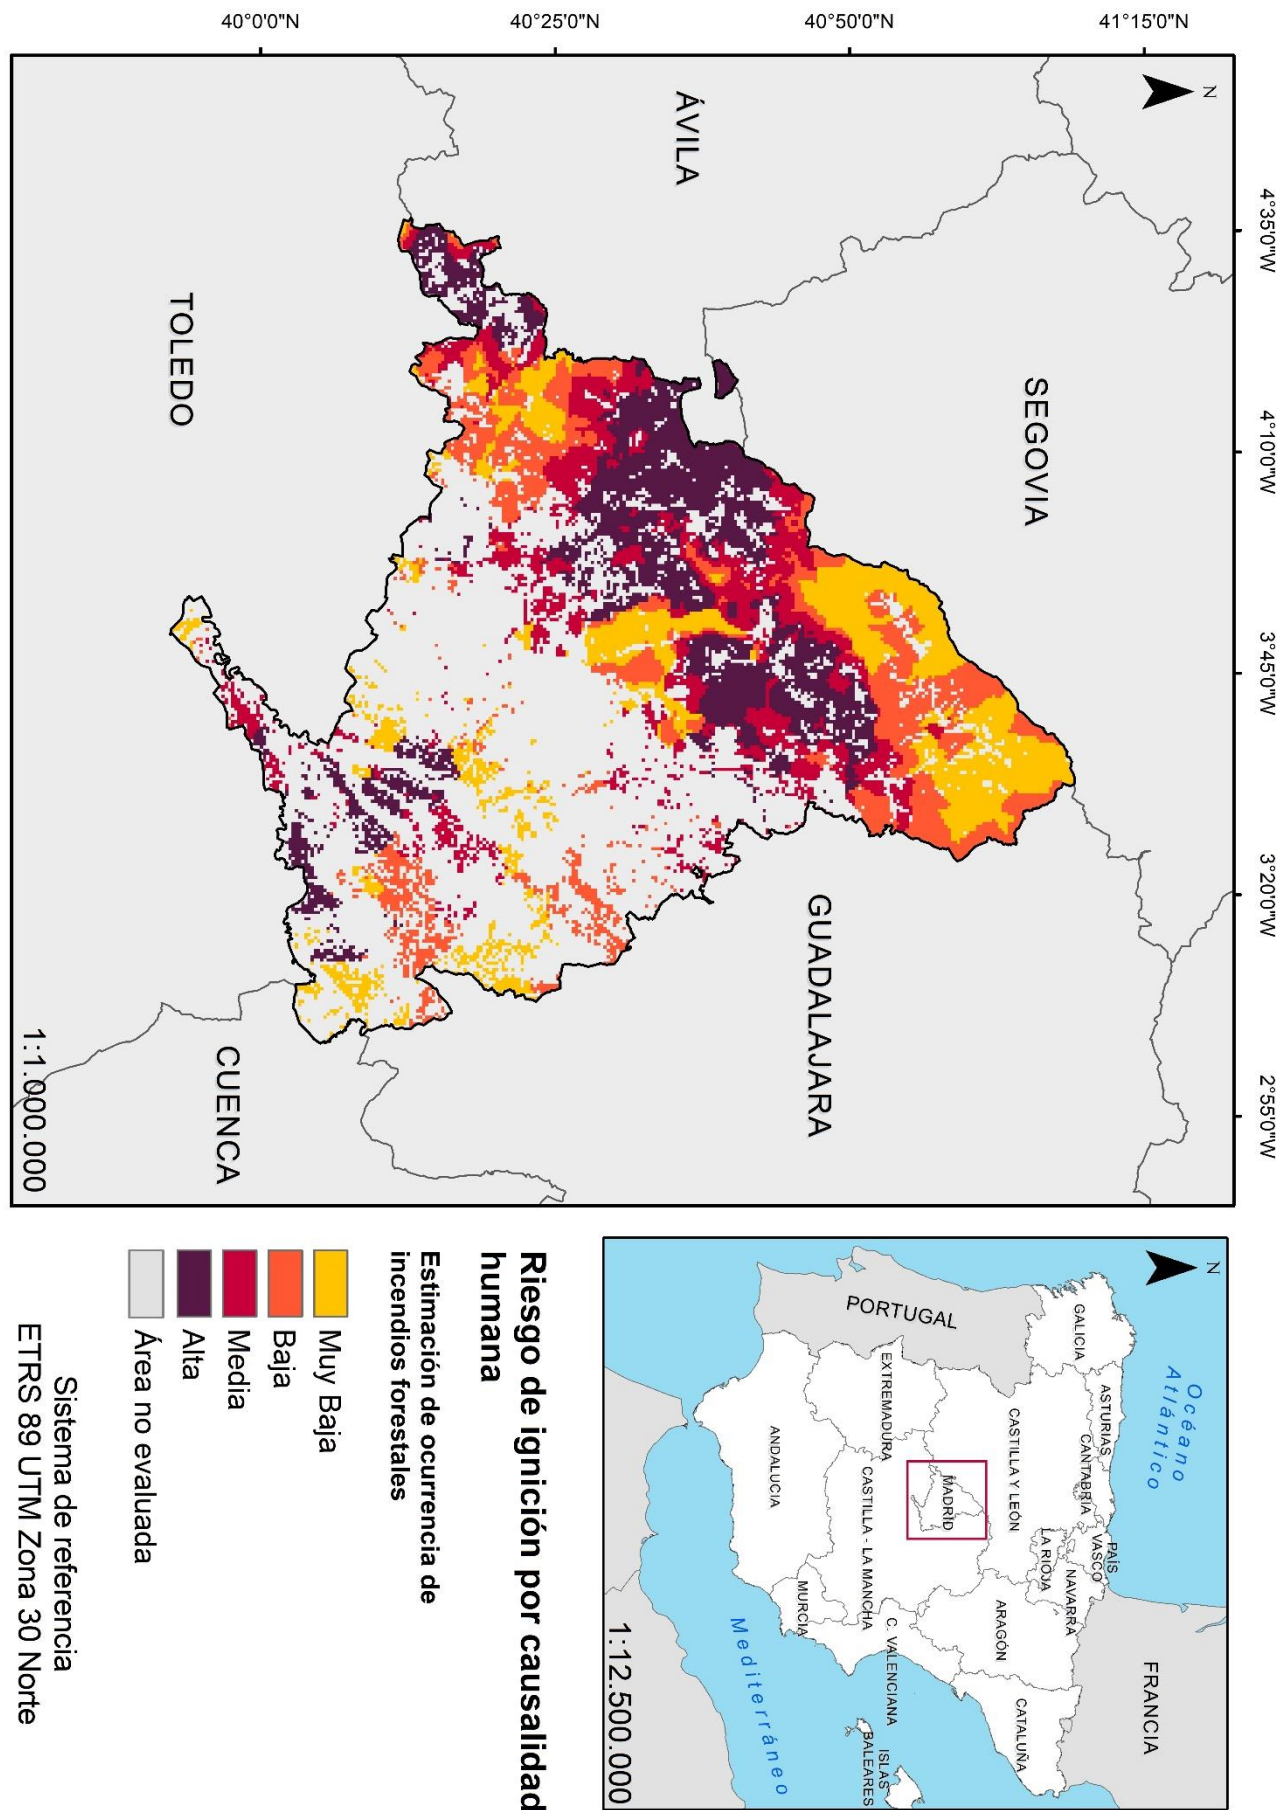 4°35'0"W
4°10'0"W
3°45'0"W
3°20'0"W
2°55'0"W
41°15'0"N
40°50'0"N
40°25'0"N
40°0'0"N
N
SEGOVIA
ÁVILA
GUADALAJARA
TOLEDO
CUENCA
1:1.000.000
N
Océano
Atlántico
FRANCIA
GALICIA
ASTURIAS
CANTABRIA
PAÍS
VASCO
NAVARRA
LA RIOJA
CATALUÑA
ARAGÓN
CASTILLA Y LEÓN
PORTUGAL
MADRID
EXTREMADURA
CASTILLA - LA MANCHA
C. VALENCIANA
ISLAS
BALEARES
ANDALUCIA
MURCIA
Mediterráneo
1:12.500.000
Riesgo de ignición por causalidad
humana
Estimación de ocurrencia de
incendios forestales
Muy Baja
Baja
Media
Alta
Área no evaluada
Sistema de referencia
ETRS 89 UTM Zona 30 Norte